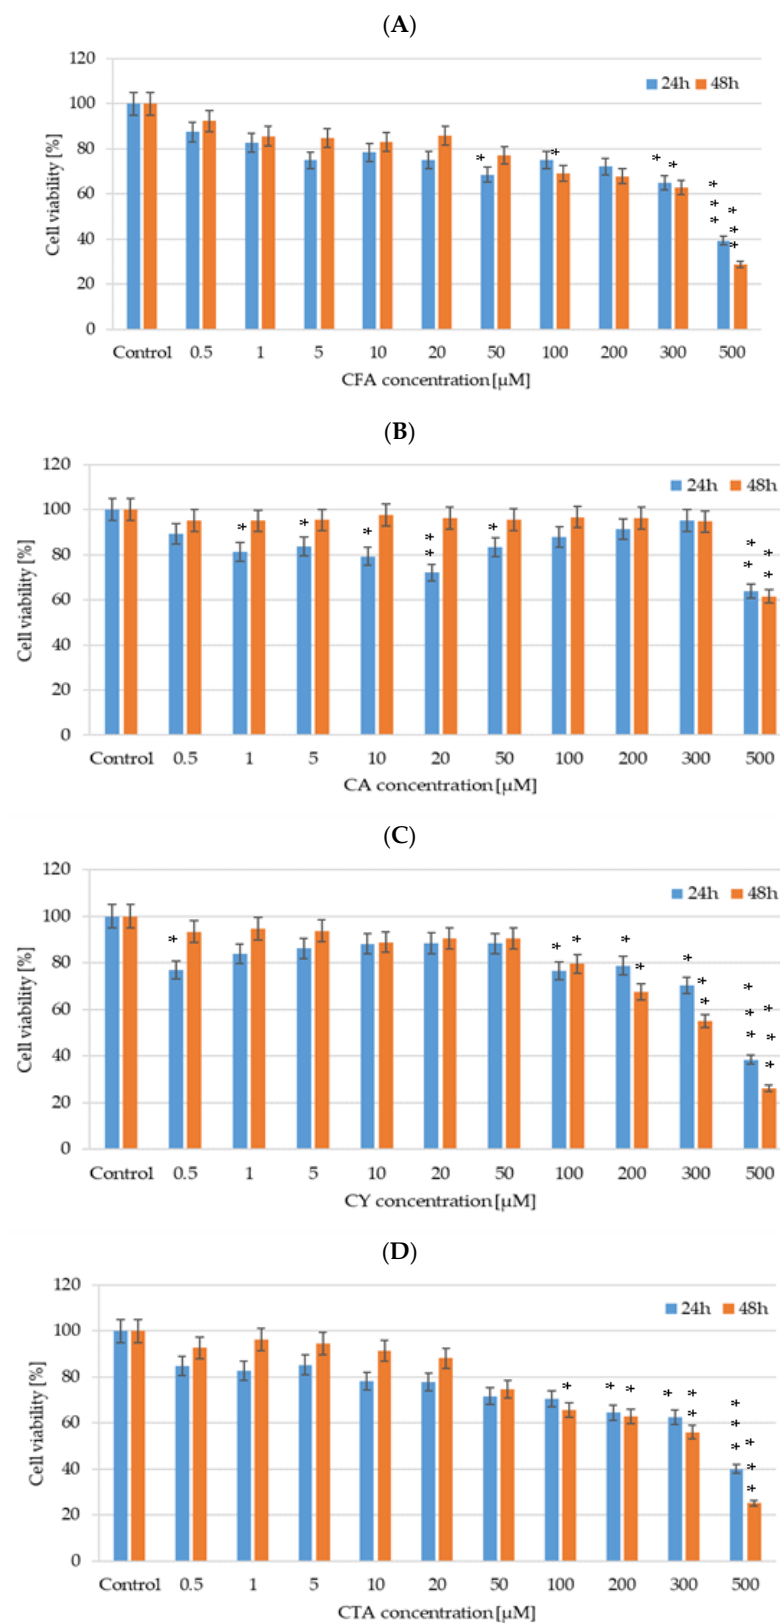 (A)
120
24h 48h
100
80
60
40
20
0
* * * * *** ***
Cell viability [%]
Control 0.5 1 5 10 20 50 100 200 300 500
CFA concentration [µM]
(B)
120
24h 48h
100
80
60
40
20
0
* * * ** * ** **
Cell viability [%]
Control 0.5 1 5 10 20 50 100 200 300 500
CA concentration [µM]
(C)
120
24h 48h
100
80
60
40
20
0
* * * * * * ** *** ***
Cell viability [%]
Control 0.5 1 5 10 20 50 100 200 300 500
CY concentration [µM]
(D)
120
24h 48h
100
80
60
40
20
0
* * * * ** *** ***
Cell viability [%]
Control 0.5 1 5 10 20 50 100 200 300 500
CTA concentration [µM]